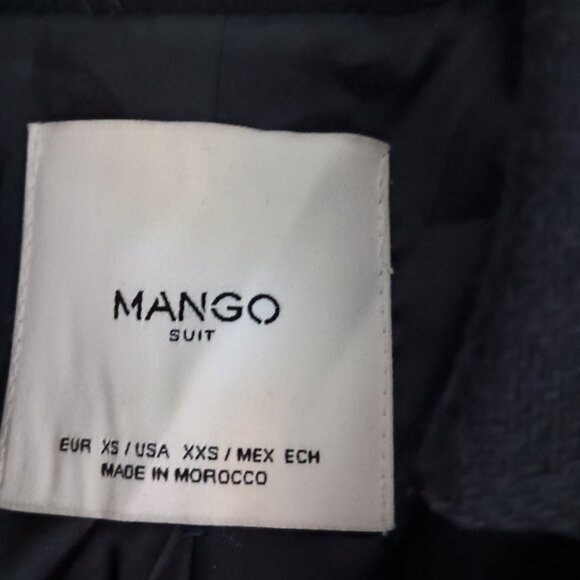 MANGO
SUIT
EUR XS / USA XXS / MEX ECH
MADE IN MOROCCO